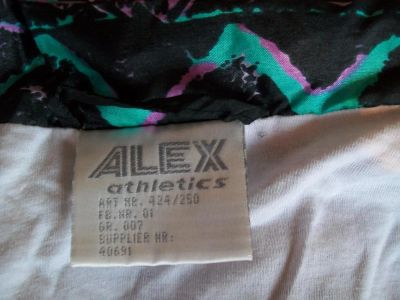 ALEX
athletics
ART NR. 424/250
FB.NR. 01
GR. 007
SUPPLIER NR:
40691